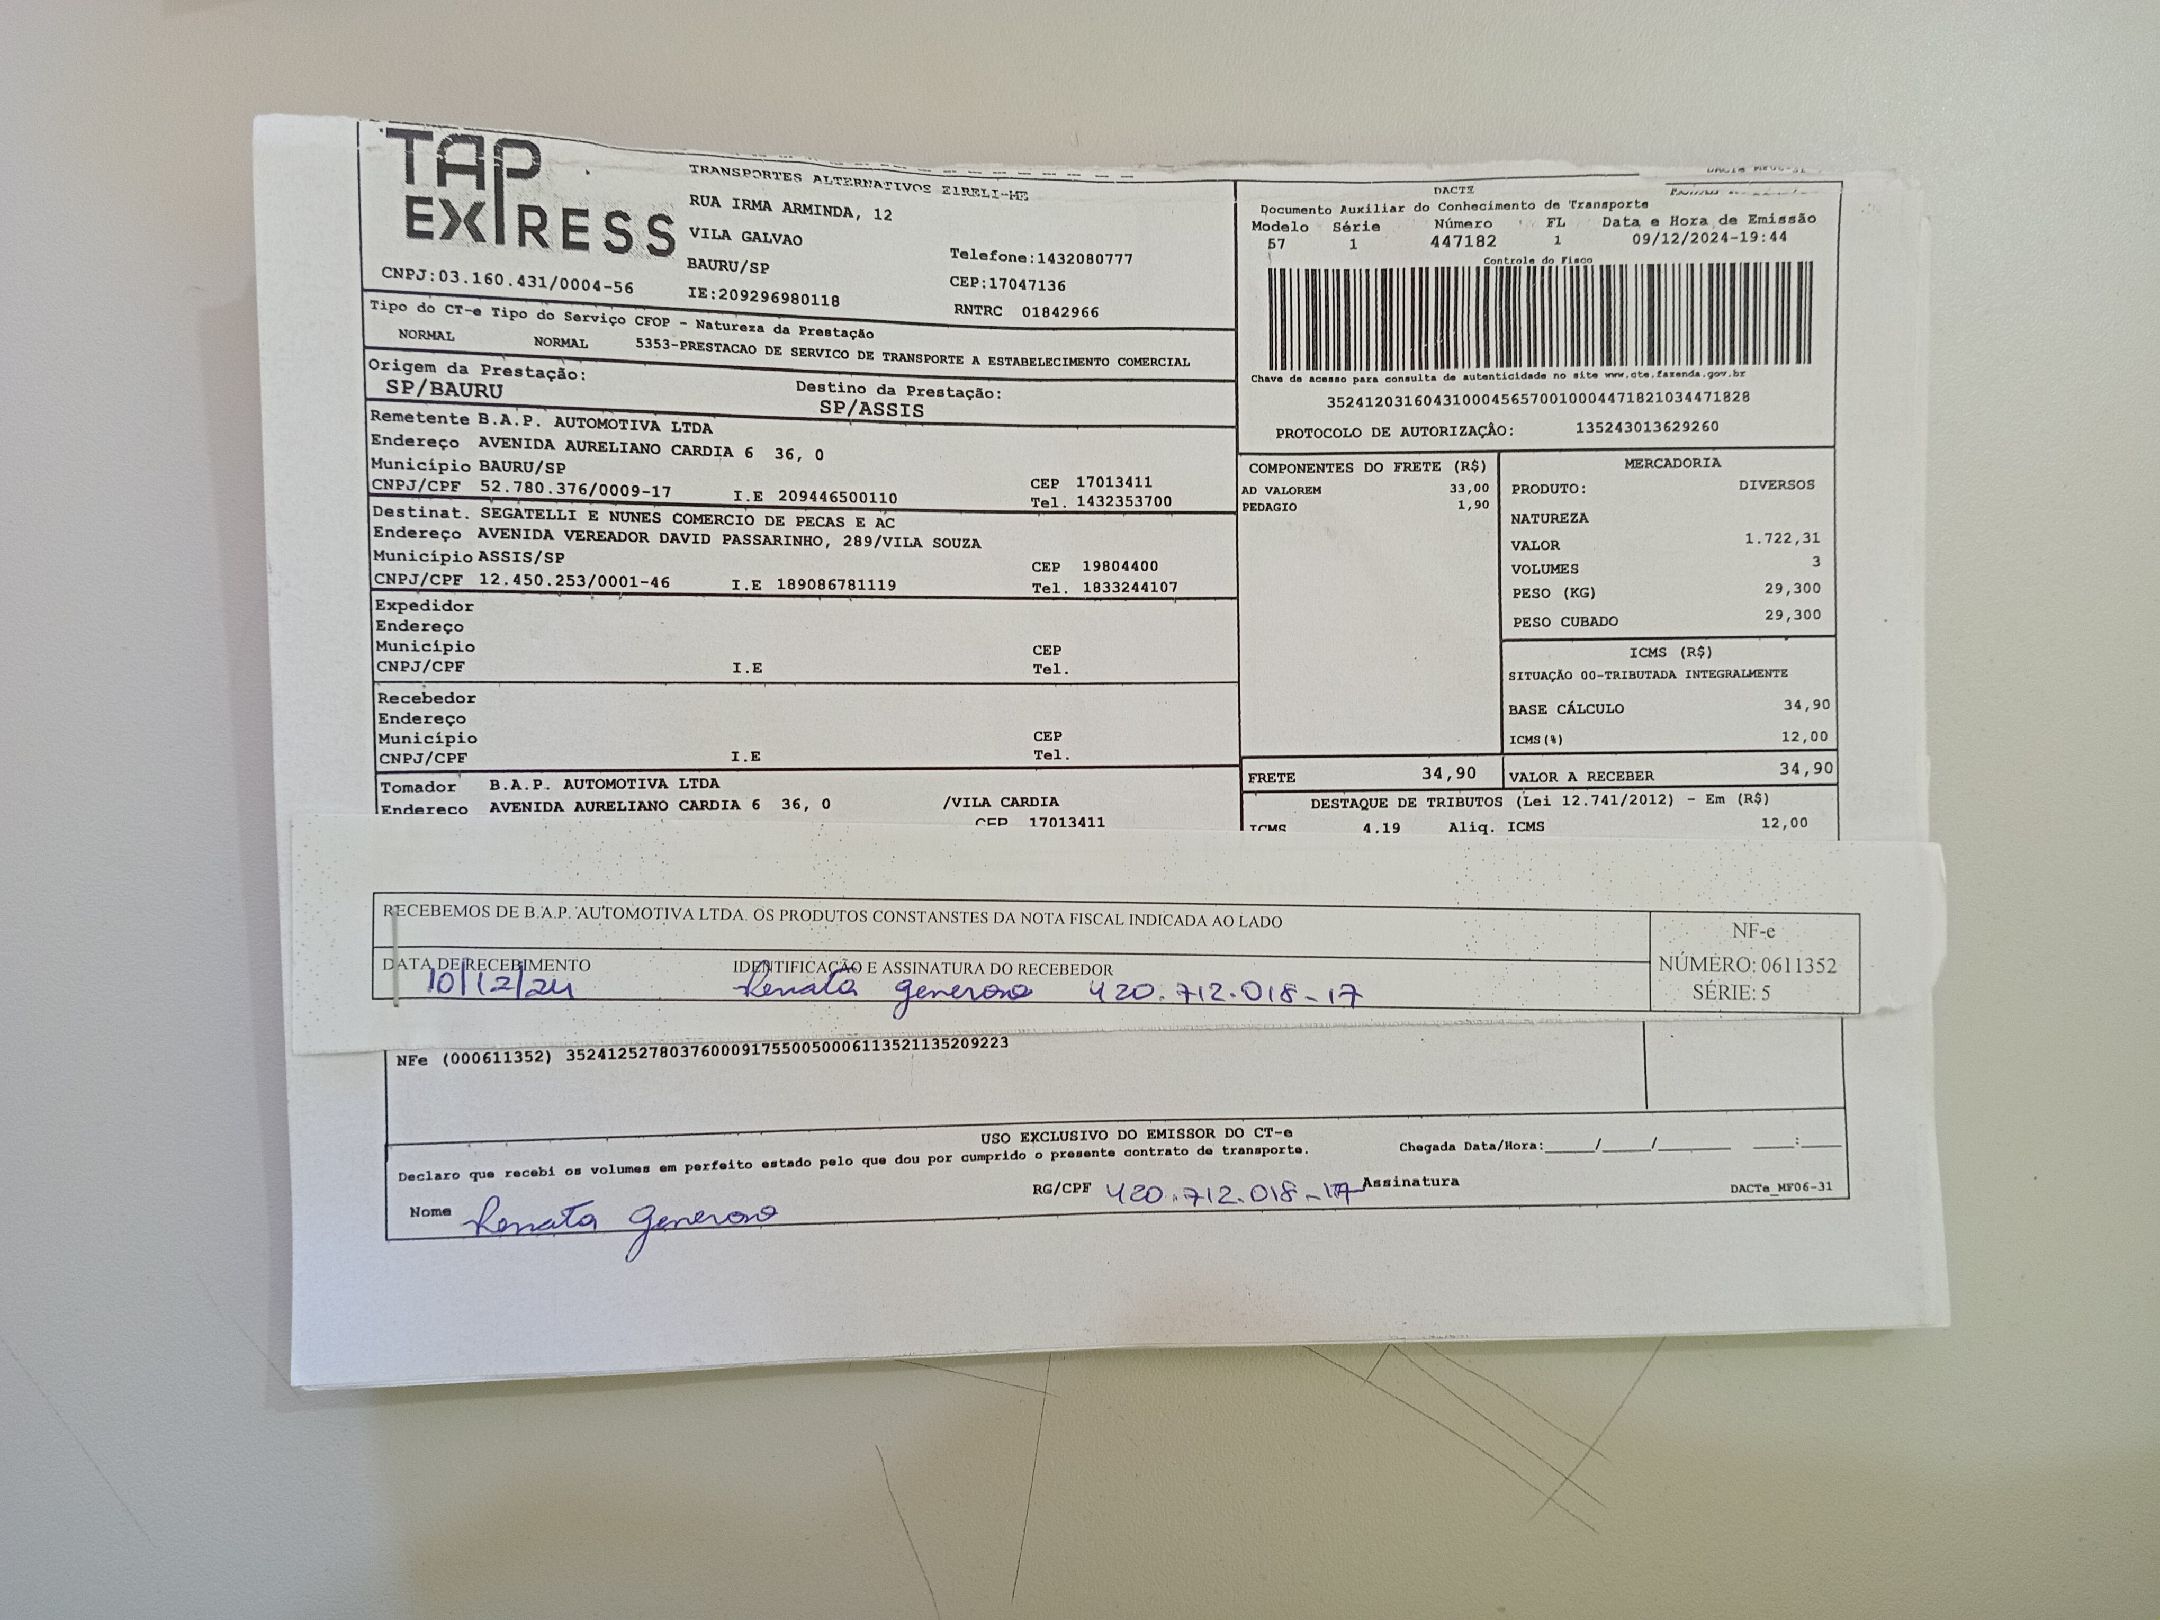 TAP
EXPRESS
TRANSPORTES ALTERNATIVOS EIRELI-ME
RUA IRMA ARMINDA, 12
VILA GALVAO
BAURU/SP
IE:209296980118
Telefone:1432080777
CEP:17047136
RNTRC 01842966
CNPJ:03.160.431/0004-56
Tipo do CT-e Tipo do Serviço CFOP - Natureza da Prestação
NORMAL NORMAL 5353-PRESTACAO DE SERVICO DE TRANSPORTE A ESTABELECIMENTO COMERCIAL
Origem da Prestação: Destino da Prestação:
SP/BAURU SP/ASSIS
Remetente B.A.P. AUTOMOTIVA LTDA
Endereço AVENIDA AURELIANO CARDIA 6 36, 0
Município BAURU/SP CEP 17013411
CNPJ/CPF 52.780.376/0009-17 I.E 209446500110 Tel. 1432353700
Destinat. SEGATELLI E NUNES COMERCIO DE PECAS E AC
Endereço AVENIDA VEREADOR DAVID PASSARINHO, 289/VILA SOUZA
Município ASSIS/SP CEP 19804400
CNPJ/CPF 12.450.253/0001-46 I.E 189086781119 Tel. 1833244107
Expedidor
Endereço
Município CEP
CNPJ/CPF I.E Tel.
Recebedor
Endereço
Município CEP
CNPJ/CPF I.E Tel.
Tomador B.A.P. AUTOMOTIVA LTDA
Endereço AVENIDA AURELIANO CARDIA 6 36, 0 /VILA CARDIA
CEP 17013411
DACTE
Documento Auxiliar do Conhecimento de Transporte
Modelo Série Número FL Data e Hora de Emissão
57 1 447182 1 09/12/2024-19:44
Controle do Fisco
Chave de acesso para consulta de autenticidade no site www.cte.fazenda.gov.br
35241203160431000456570010004471821034471828
PROTOCOLO DE AUTORIZAÇÃO: 135243013629260
COMPONENTES DO FRETE (R$)
AD VALOREM 33,00
PEDAGIO 1,90
MERCADORIA
PRODUTO: DIVERSOS
NATUREZA
VALOR 1.722,31
VOLUMES 3
PESO (KG) 29,300
PESO CUBADO 29,300
ICMS (R$)
SITUAÇÃO 00-TRIBUTADA INTEGRALMENTE
BASE CÁLCULO 34,90
ICMS(%) 12,00
FRETE 34,90 VALOR A RECEBER 34,90
DESTAQUE DE TRIBUTOS (Lei 12.741/2012) - Em (R$)
ICMS 4.19 Aliq. ICMS 12,00
RECEBEMOS DE B.A.P. AUTOMOTIVA LTDA. OS PRODUTOS CONSTANSTES DA NOTA FISCAL INDICADA AO LADO
DATA DE RECEBIMENTO IDENTIFICAÇÃO E ASSINATURA DO RECEBEDOR
10/12/24 Renata Generoso 420.712.018-17
NF-e
NÚMERO: 0611352
SÉRIE: 5
NFe (000611352) 35241252780376000917550050006113521135209223
USO EXCLUSIVO DO EMISSOR DO CT-e
Declaro que recebi os volumes em perfeito estado pelo que dou por cumprido o presente contrato de transporte.
Chegada Data/Hora:____/____/______ ____:____
Nome Renata Generoso RG/CPF 420.712.018-17 Assinatura
DACTe_MF06-31